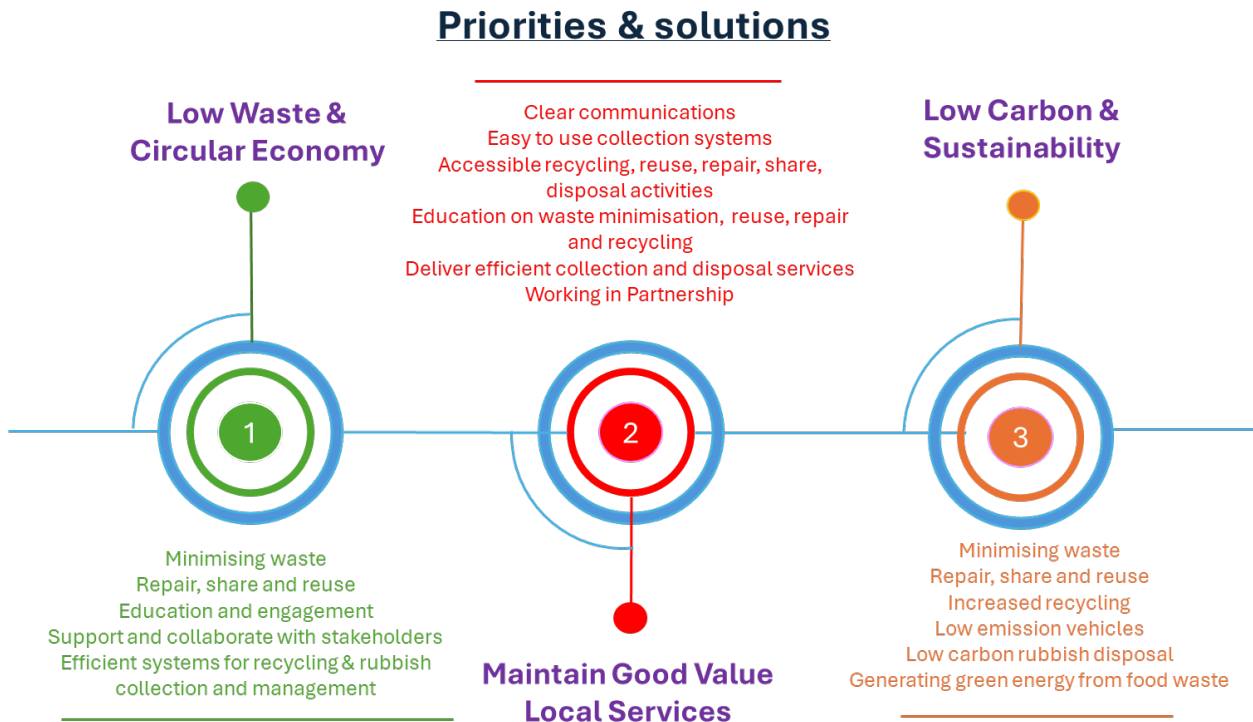 Priorities & solutions
Low Waste &
Circular Economy
1
Minimising waste
Repair, share and reuse
Education and engagement
Support and collaborate with stakeholders
Efficient systems for recycling & rubbish
collection and management
Clear communications
Easy to use collection systems
Accessible recycling, reuse, repair, share,
disposal activities
Education on waste minimisation, reuse, repair
and recycling
Deliver efficient collection and disposal services
Working in Partnership
2
Maintain Good Value
Local Services
Low Carbon &
Sustainability
3
Minimising waste
Repair, share and reuse
Increased recycling
Low emission vehicles
Low carbon rubbish disposal
Generating green energy from food waste